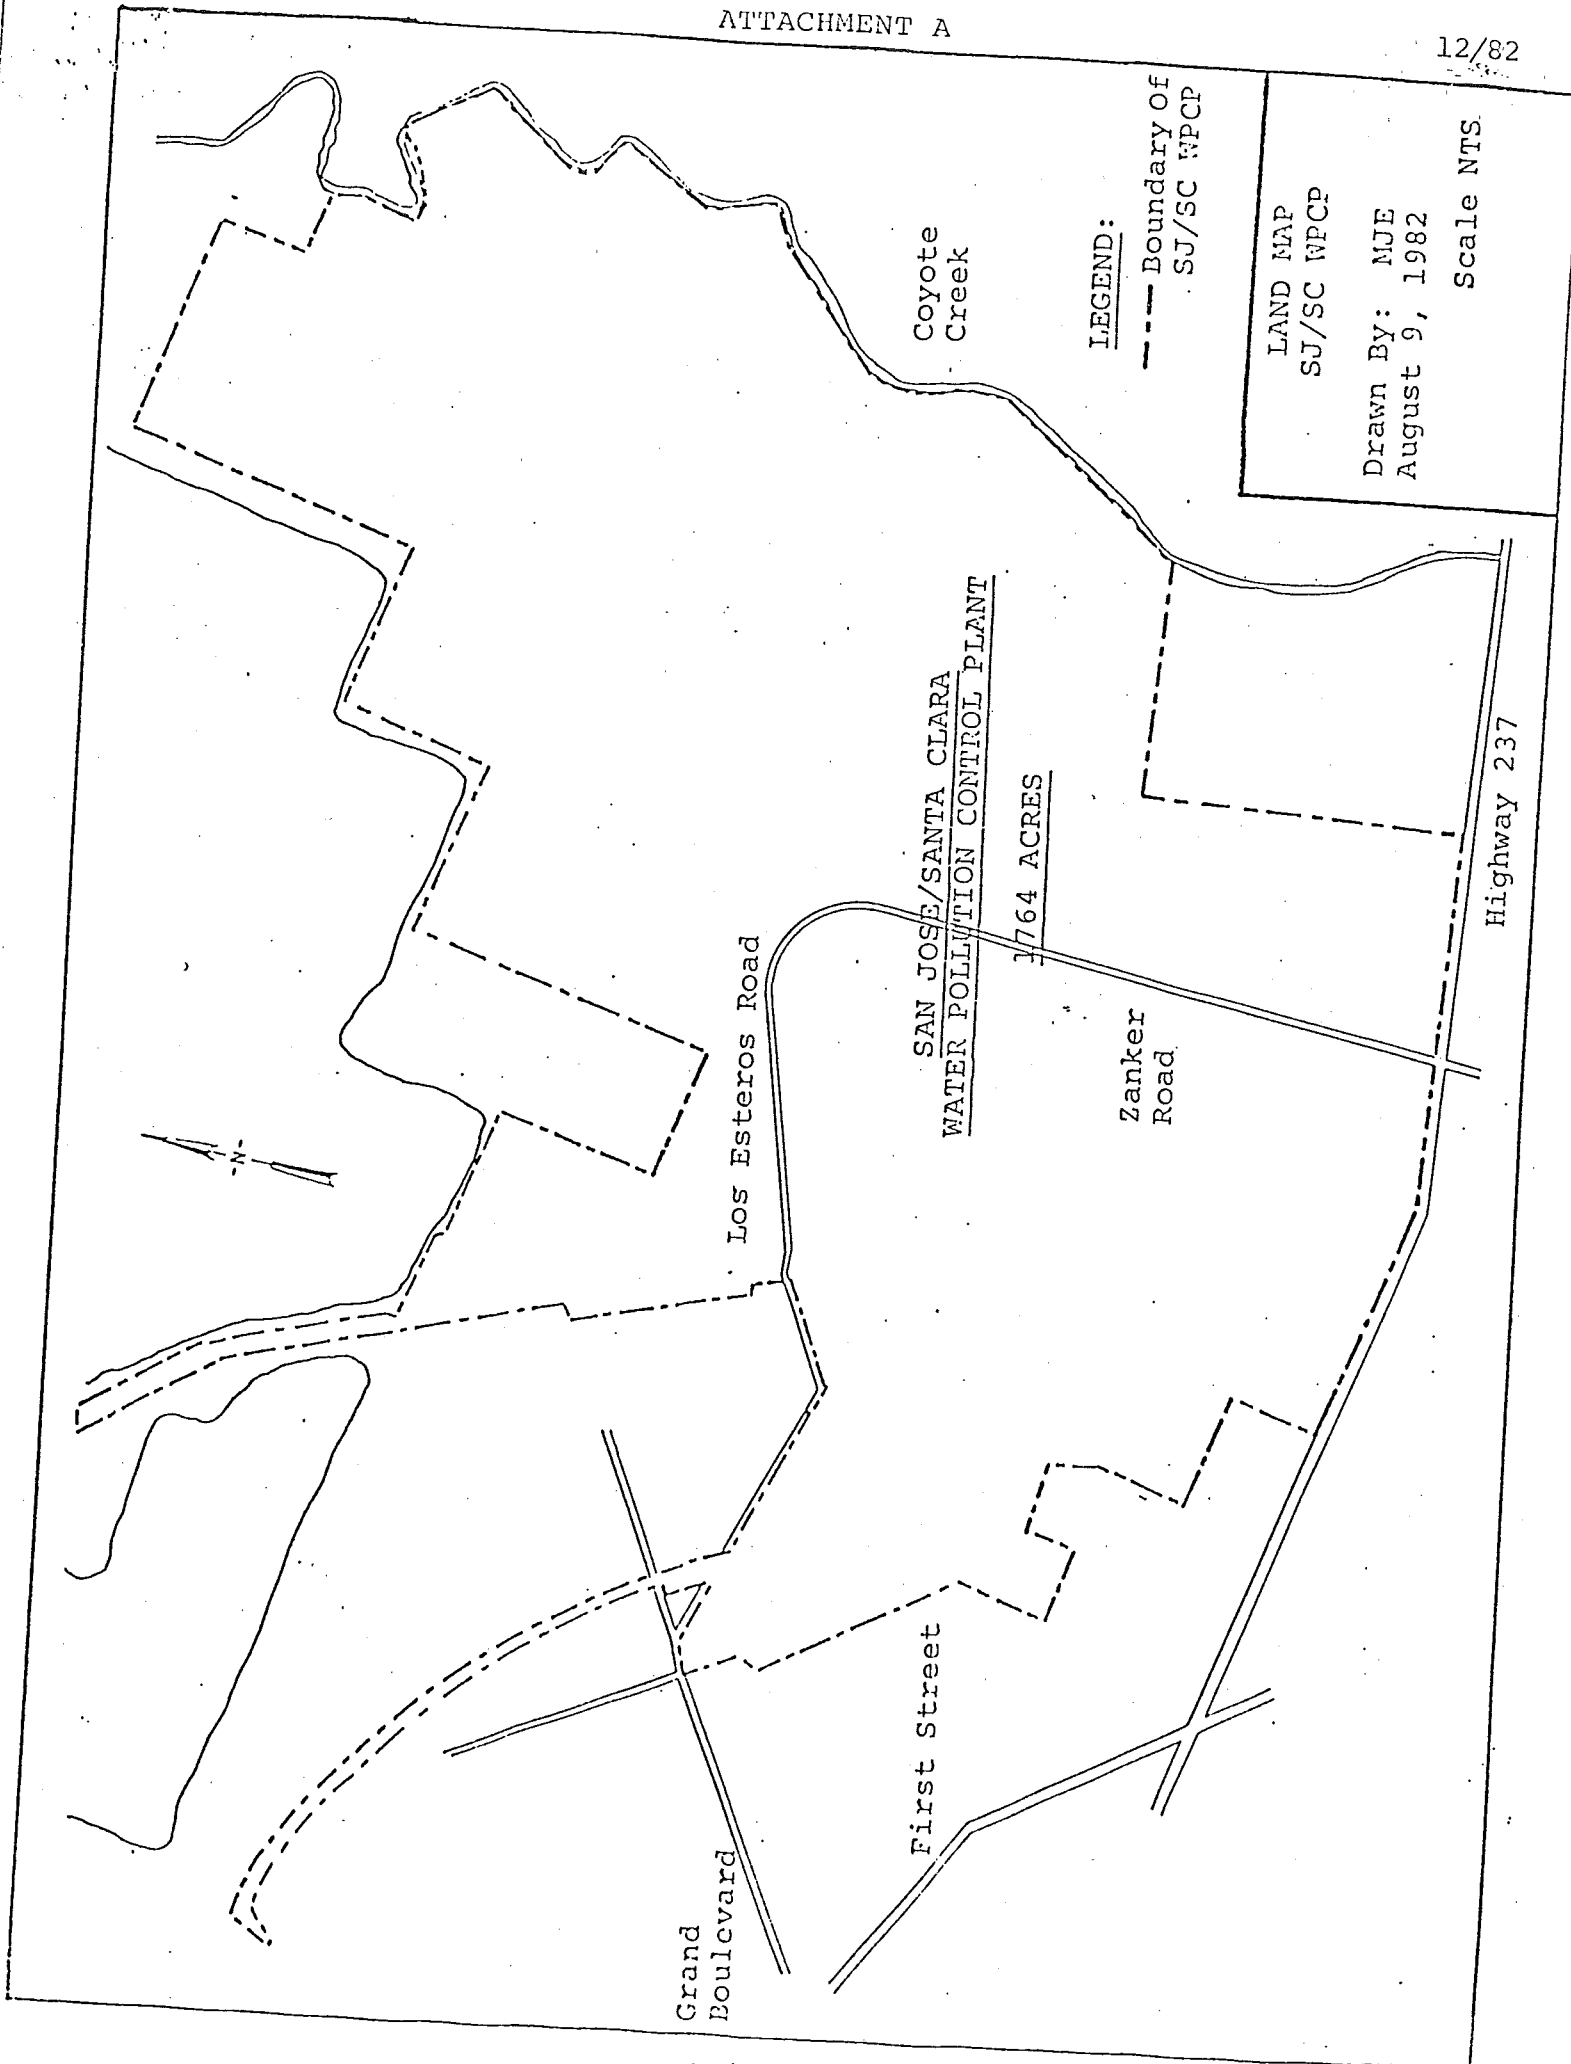 ATTACHMENT A
12/82
Coyote
Creek
LEGEND:
Boundary Of
SJ/SC WPCP
LAND MAP
SJ/SC WPCP
Drawn By: MJE
August 9, 1982
Scale NTS
SAN JOSE/SANTA CLARA
WATER POLLUTION CONTROL PLANT
1764 ACRES
Highway 237
Los Esteros Road
Zanker
Road
N
First Street
Grand
Boulevard